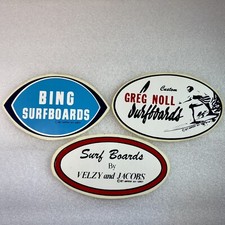 BING
SURFBOARDS
Custom
GREG NOLL
Surfboards
Surf Boards
By
VELZY and JACOBS